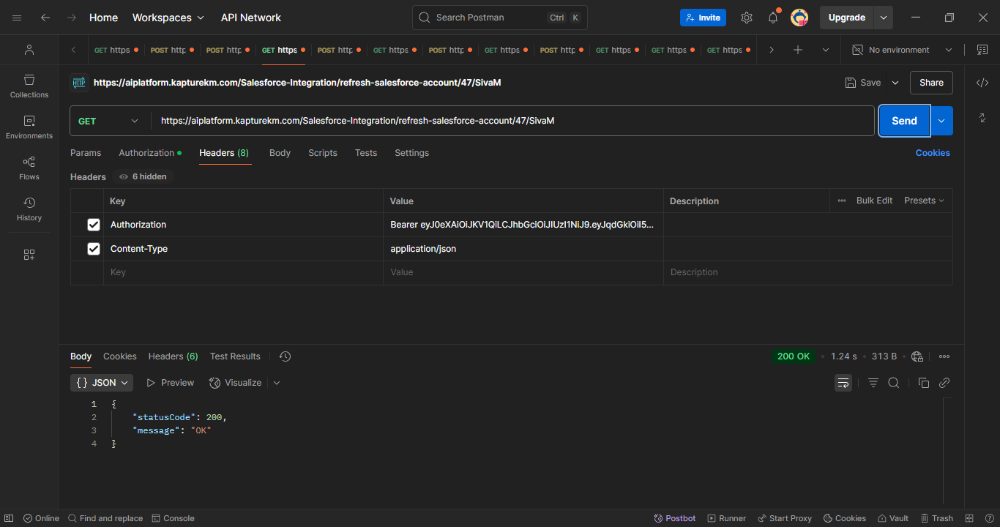 Home Workspaces API Network Search Postman Ctrl K Invite Upgrade
GET https POST http POST http GET https POST http GET https POST http GET https POST http GET https GET https GET https No environment
HTTP https://aiplatform.kapturekm.com/Salesforce-Integration/refresh-salesforce-account/47/SivaM Save Share
Collections
GET https://aiplatform.kapturekm.com/Salesforce-Integration/refresh-salesforce-account/47/SivaM Send
Environments
Params Authorization Headers (8) Body Scripts Tests Settings Cookies
Flows
Headers 6 hidden
Key Value Description Bulk Edit Presets
History
Authorization Bearer eyJ0eXAiOiJKV1QiLCJhbGciOiJIUzI1NiJ9.eyJqdGkiOiI5...
Content-Type application/json
Key Value Description
Body Cookies Headers (6) Test Results 200 OK 1.24 s 313 B
{} JSON Preview Visualize
1 {
2 "statusCode": 200,
3 "message": "OK"
4 }
Online Find and replace Console Postbot Runner Start Proxy Cookies Vault Trash